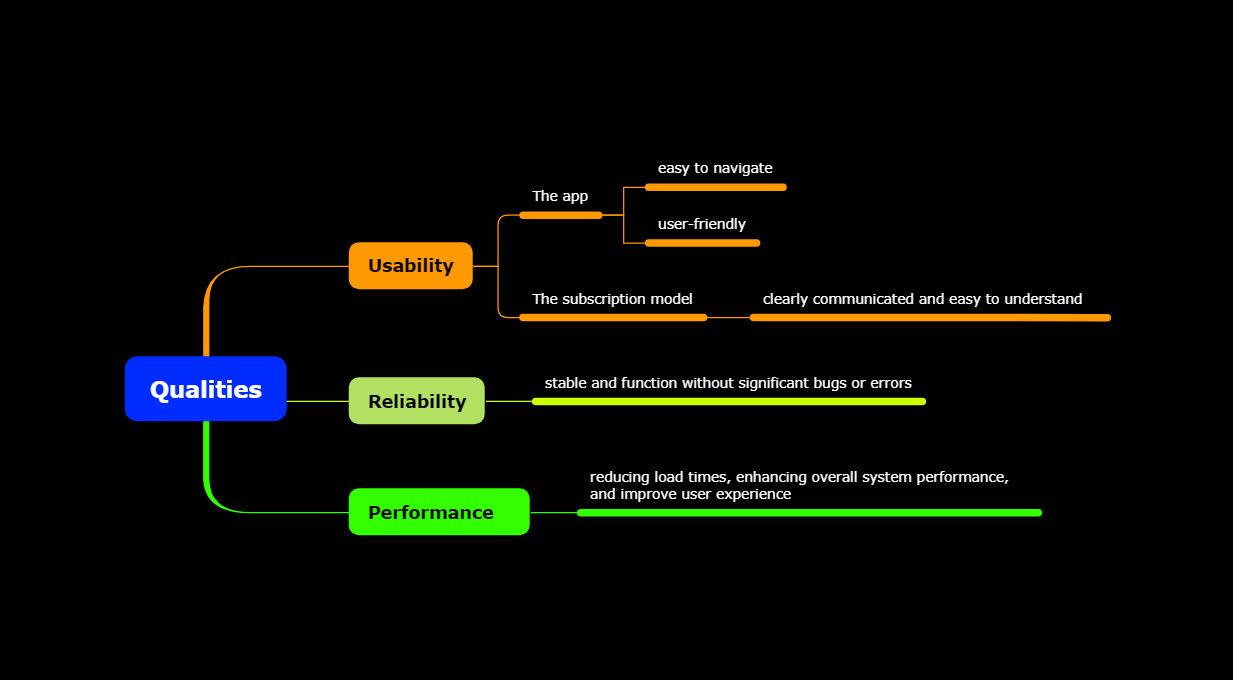 Qualities
Usability
The app
easy to navigate
user-friendly
The subscription model
clearly communicated and easy to understand
Reliability
stable and function without significant bugs or errors
Performance
reducing load times, enhancing overall system performance,
and improve user experience